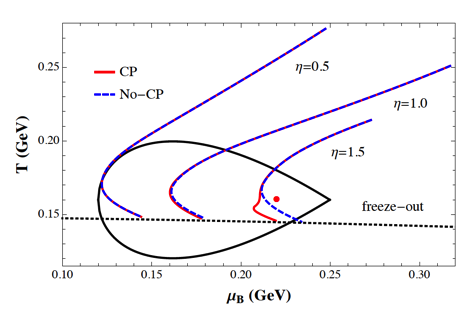 CP
No-CP
η=0.5
η=1.0
η=1.5
freeze-out
T (GeV)
0.25
0.20
0.15
0.10
0.15
0.20
0.25
0.30
μB (GeV)